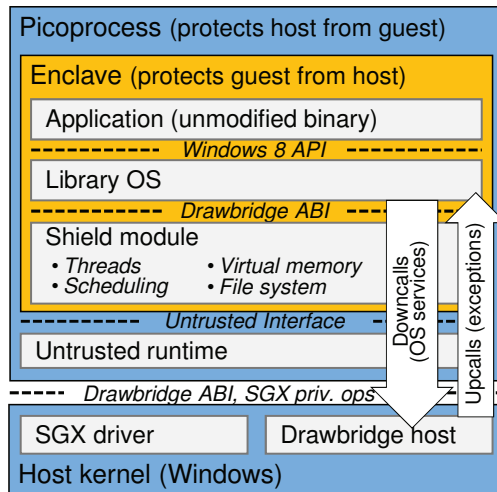 Picoprocess (protects host from guest)
Enclave (protects guest from host)
Application (unmodified binary)
Windows 8 API
Library OS
Drawbridge ABI
Shield module
• Threads
• Virtual memory
• Scheduling
• File system
Downcalls
(OS services)
Upcalls (exceptions)
Untrusted Interface
Untrusted runtime
Drawbridge ABI, SGX priv. ops
SGX driver
Drawbridge host
Host kernel (Windows)